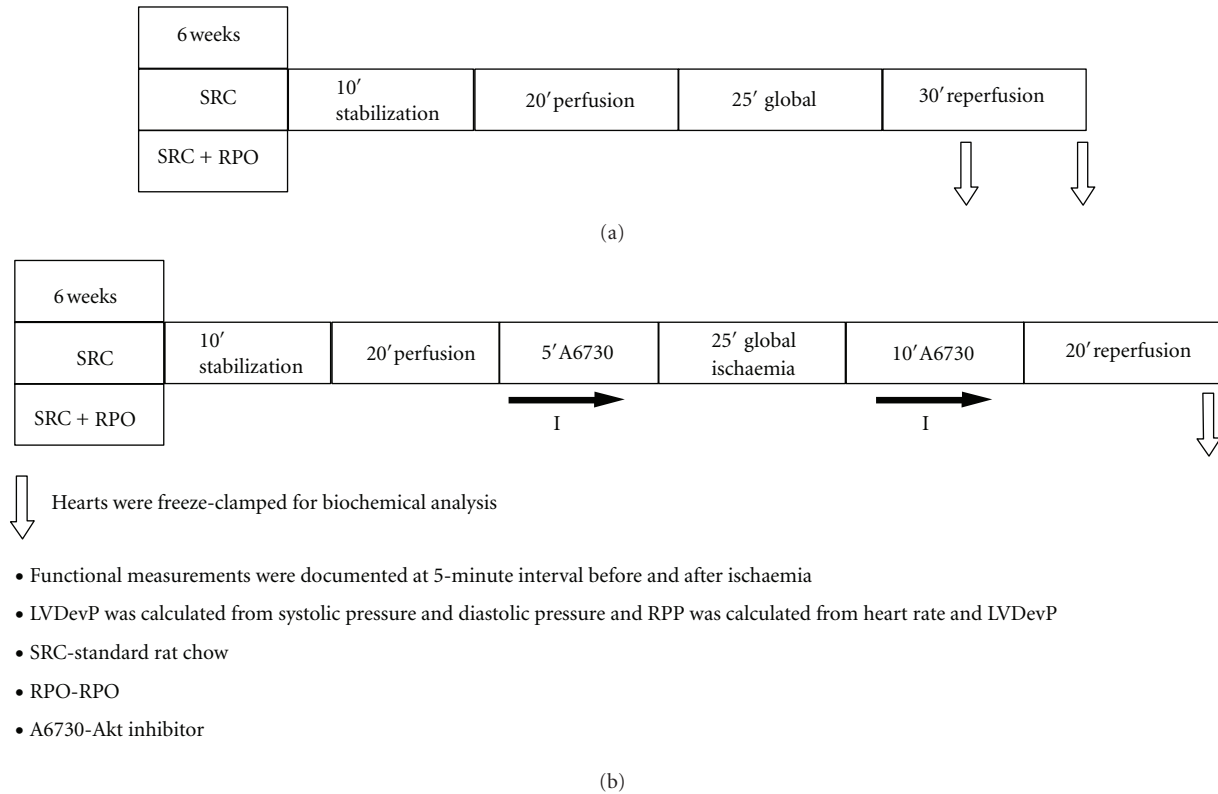 6 weeks
SRC
SRC + RPO
10′
stabilization
20′ perfusion
25′ global
30′ reperfusion
(a)
6 weeks
SRC
SRC + RPO
10′
stabilization
20′ perfusion
5′ A6730
25′ global
ischaemia
10′ A6730
20′ reperfusion
I
I
Hearts were freeze-clamped for biochemical analysis
• Functional measurements were documented at 5-minute interval before and after ischaemia
• LVDevP was calculated from systolic pressure and diastolic pressure and RPP was calculated from heart rate and LVDevP
• SRC-standard rat chow
• RPO-RPO
• A6730-Akt inhibitor
(b)